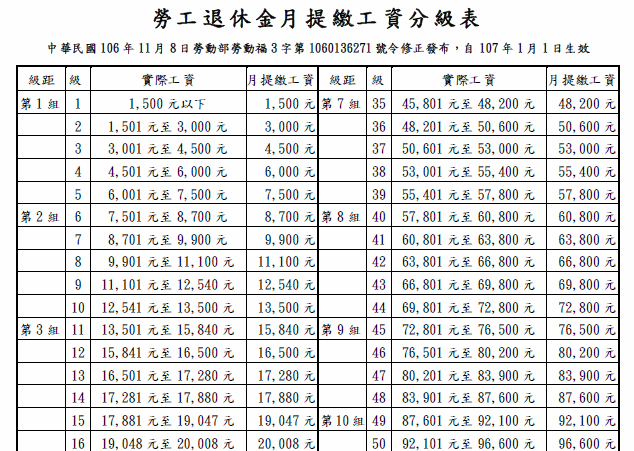 勞工退休金月提繳工資分級表
中華民國 106 年 11 月 8 日勞動部勞動福 3 字第 1060136271 號令修正發布，自 107 年 1 月 1 日生效
級距 級 實際工資 月提繳工資 級距 級 實際工資 月提繳工資
第 1 組 1 1,500 元以下 1,500 元 第 7 組 35 45,801 元至 48,200 元 48,200 元
2 1,501 元至 3,000 元 3,000 元 36 48,201 元至 50,600 元 50,600 元
3 3,001 元至 4,500 元 4,500 元 37 50,601 元至 53,000 元 53,000 元
4 4,501 元至 6,000 元 6,000 元 38 53,001 元至 55,400 元 55,400 元
5 6,001 元至 7,500 元 7,500 元 39 55,401 元至 57,800 元 57,800 元
第 2 組 6 7,501 元至 8,700 元 8,700 元 第 8 組 40 57,801 元至 60,800 元 60,800 元
7 8,701 元至 9,900 元 9,900 元 41 60,801 元至 63,800 元 63,800 元
8 9,901 元至 11,100 元 11,100 元 42 63,801 元至 66,800 元 66,800 元
9 11,101 元至 12,540 元 12,540 元 43 66,801 元至 69,800 元 69,800 元
10 12,541 元至 13,500 元 13,500 元 44 69,801 元至 72,800 元 72,800 元
第 3 組 11 13,501 元至 15,840 元 15,840 元 第 9 組 45 72,801 元至 76,500 元 76,500 元
12 15,841 元至 16,500 元 16,500 元 46 76,501 元至 80,200 元 80,200 元
13 16,501 元至 17,280 元 17,280 元 47 80,201 元至 83,900 元 83,900 元
14 17,281 元至 17,880 元 17,880 元 48 83,901 元至 87,600 元 87,600 元
15 17,881 元至 19,047 元 19,047 元 第 10 組 49 87,601 元至 92,100 元 92,100 元
16 19,048 元至 20,008 元 20,008 元 50 92,101 元至 96,600 元 96,600 元